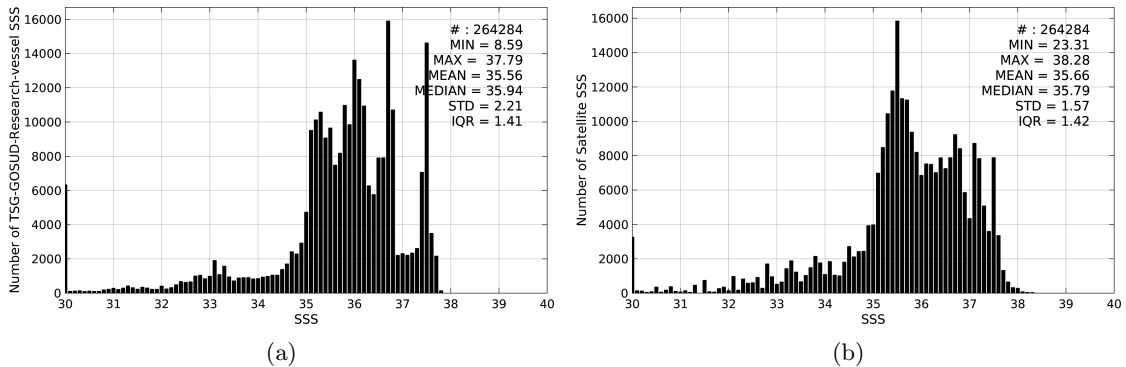 Number of TSG-GOSUD-Research-vessel SSS
16000
14000
12000
10000
8000
6000
4000
2000
0
30 31 32 33 34 35 36 37 38 39 40
SSS
# : 264284
MIN = 8.59
MAX = 37.79
MEAN = 35.56
MEDIAN = 35.94
STD = 2.21
IQR = 1.41
(a)
Number of Satellite SSS
16000
14000
12000
10000
8000
6000
4000
2000
0
30 31 32 33 34 35 36 37 38 39 40
SSS
# : 264284
MIN = 23.31
MAX = 38.28
MEAN = 35.66
MEDIAN = 35.79
STD = 1.57
IQR = 1.42
(b)